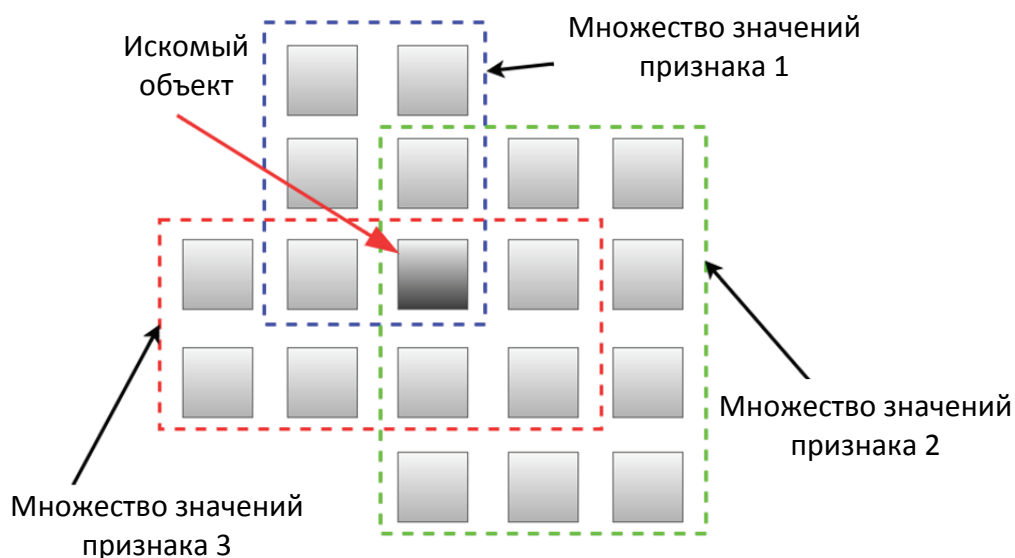 Искомый
объект
Множество значений
признака 1
Множество значений
признака 2
Множество значений
признака 3